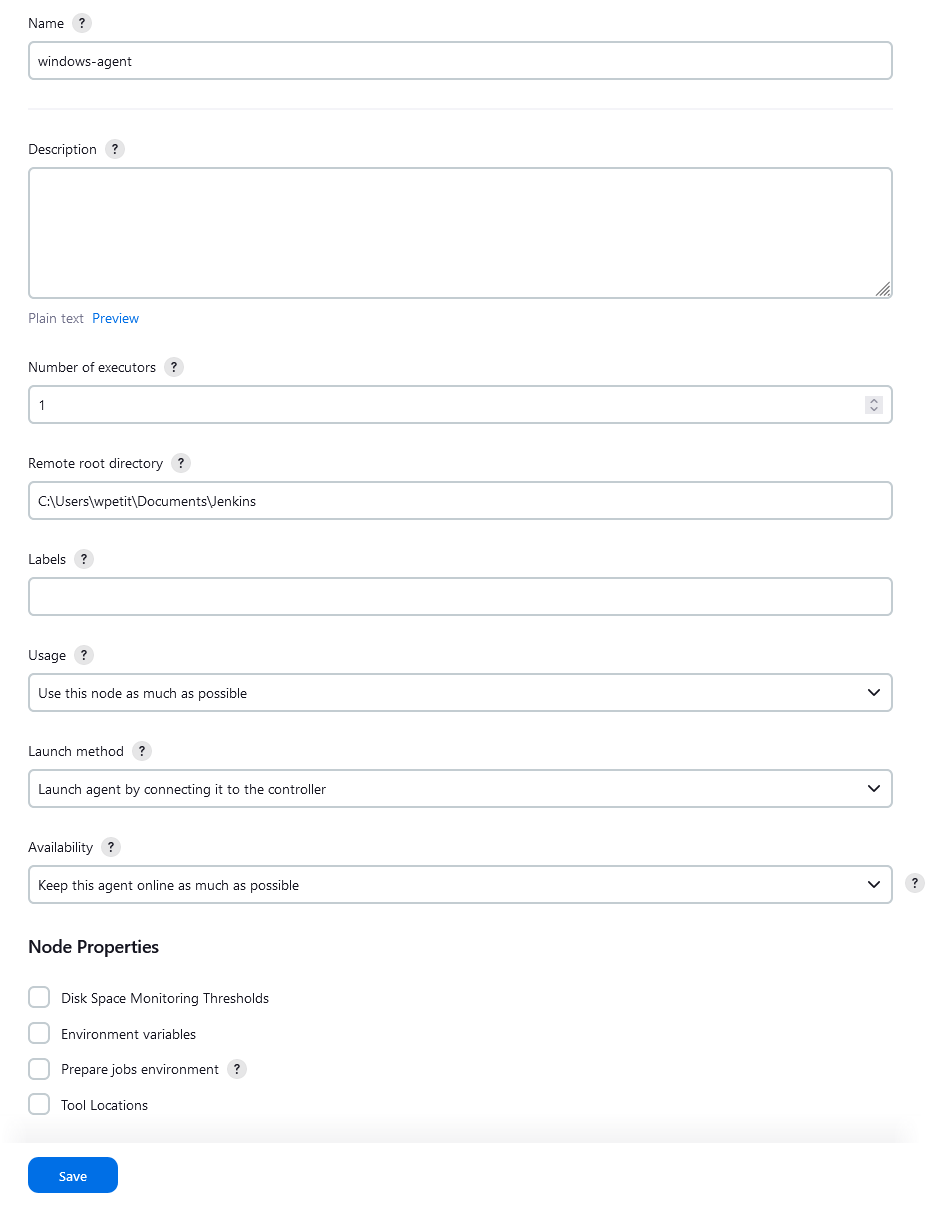 Name ?
windows-agent
Description ?
Plain text Preview
Number of executors ?
1
Remote root directory ?
C:\Users\wpetit\Documents\Jenkins
Labels ?
Usage ?
Use this node as much as possible
Launch method ?
Launch agent by connecting it to the controller
Availability ?
Keep this agent online as much as possible ?
Node Properties
Disk Space Monitoring Thresholds
Environment variables
Prepare jobs environment ?
Tool Locations
Save